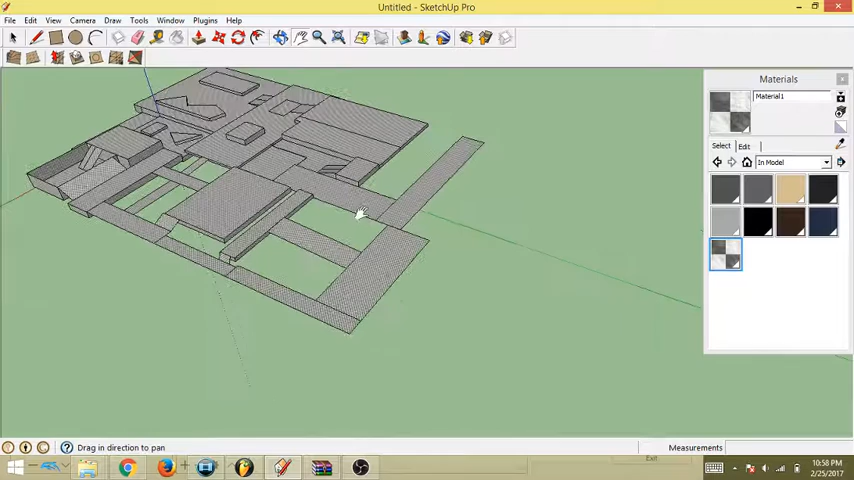 Untitled - SketchUp Pro
File Edit View Camera Draw Tools Window Plugins Help
Materials
Material1
Select Edit
In Model
Drag in direction to pan
Measurements
Exit
10:58 PM
2/25/2017